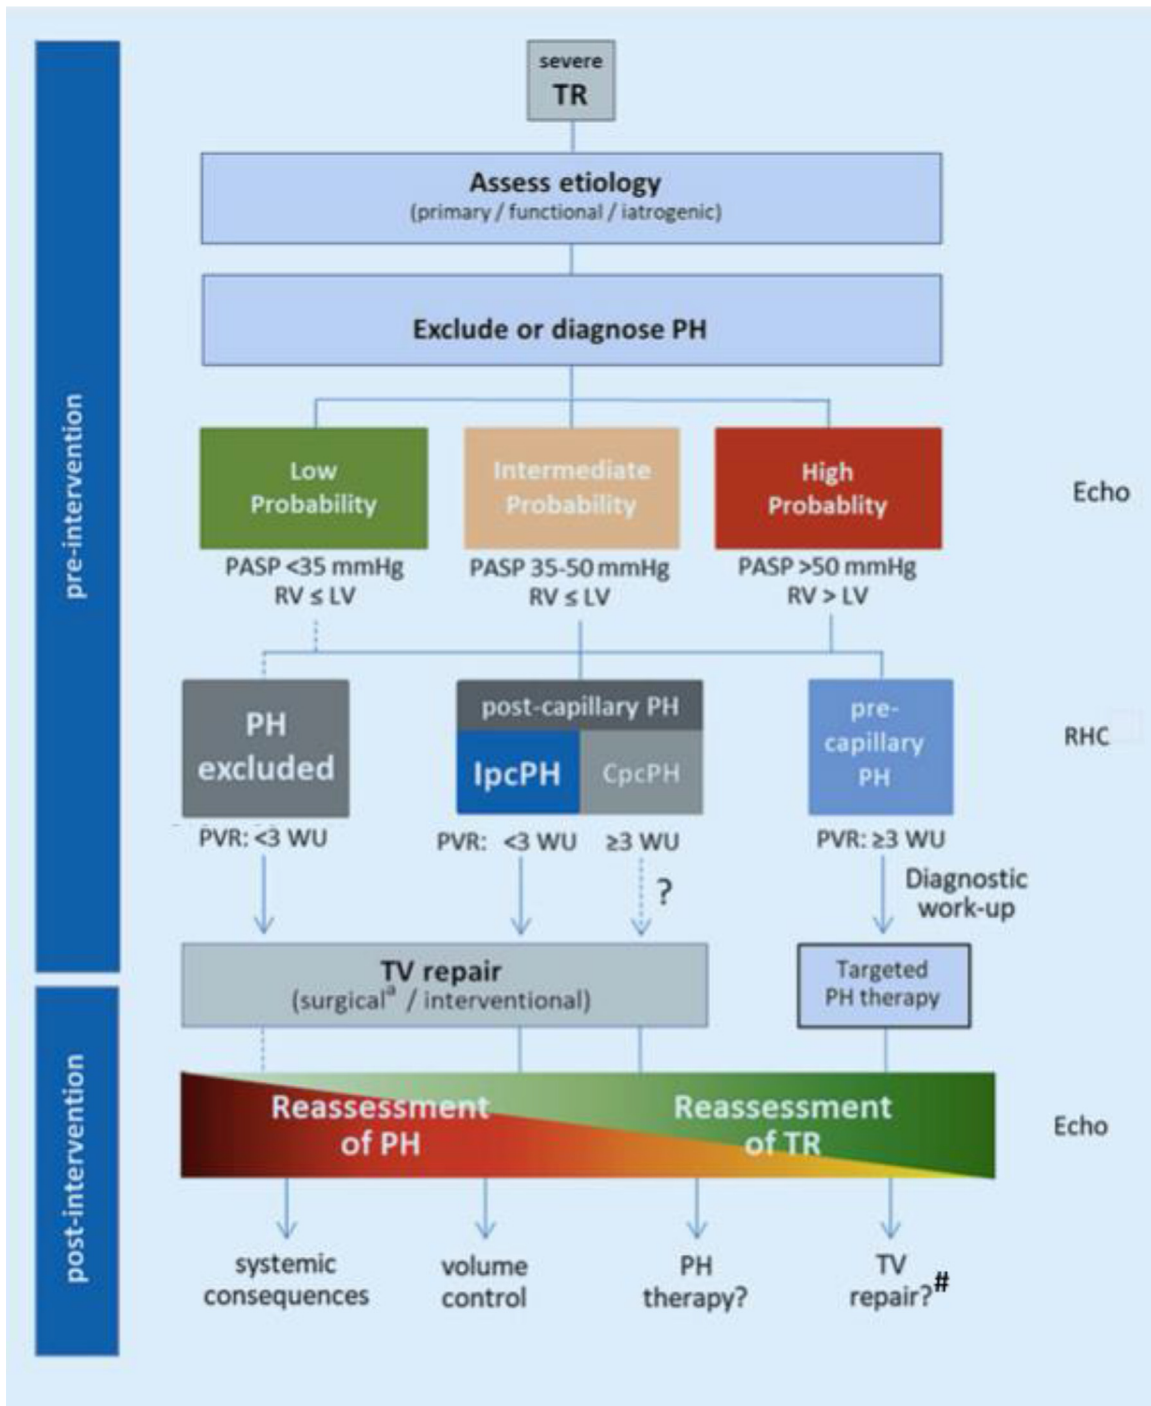 severe
TR
Assess etiology
(primary / functional / iatrogenic)
Exclude or diagnose PH
pre-intervention
Low
Probability
Intermediate
Probability
High
Probablity
Echo
PASP <35 mmHg
RV ≤ LV
PASP 35-50 mmHg
RV ≤ LV
PASP >50 mmHg
RV > LV
PH
excluded
post-capillary PH
IpcPH
CpcPH
pre-
capillary
PH
RHC
PVR: <3 WU
PVR: <3 WU
≥3 WU
PVR: ≥3 WU
?
Diagnostic
work-up
TV repair
(surgicalª / interventional)
Targeted
PH therapy
post-intervention
Reassessment
of PH
Reassessment
of TR
Echo
systemic
consequences
volume
control
PH
therapy?
TV
repair?#